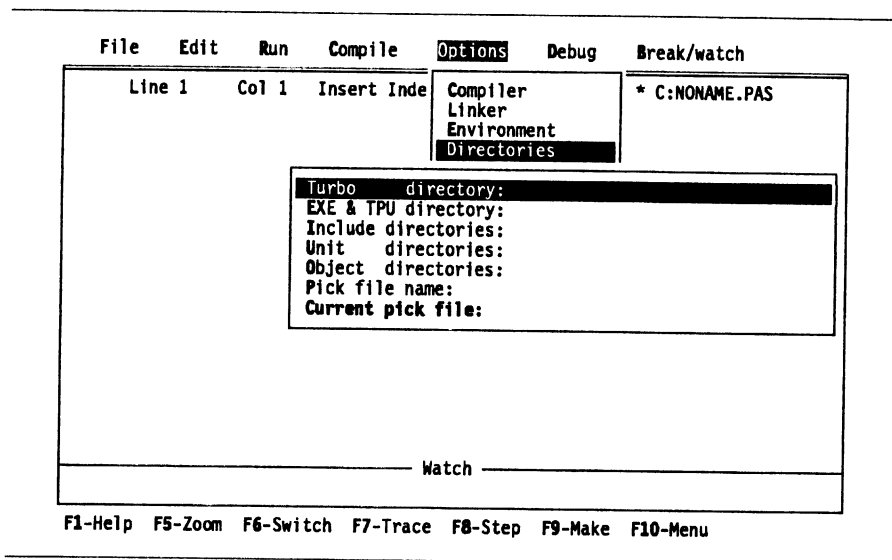 File Edit Run Compile Options Debug Break/watch
Line 1 Col 1 Insert Inde * C:NONAME.PAS
Compiler
Linker
Environment
Directories
Turbo directory:
EXE & TPU directory:
Include directories:
Unit directories:
Object directories:
Pick file name:
Current pick file:
Watch
F1-Help F5-Zoom F6-Switch F7-Trace F8-Step F9-Make F10-Menu